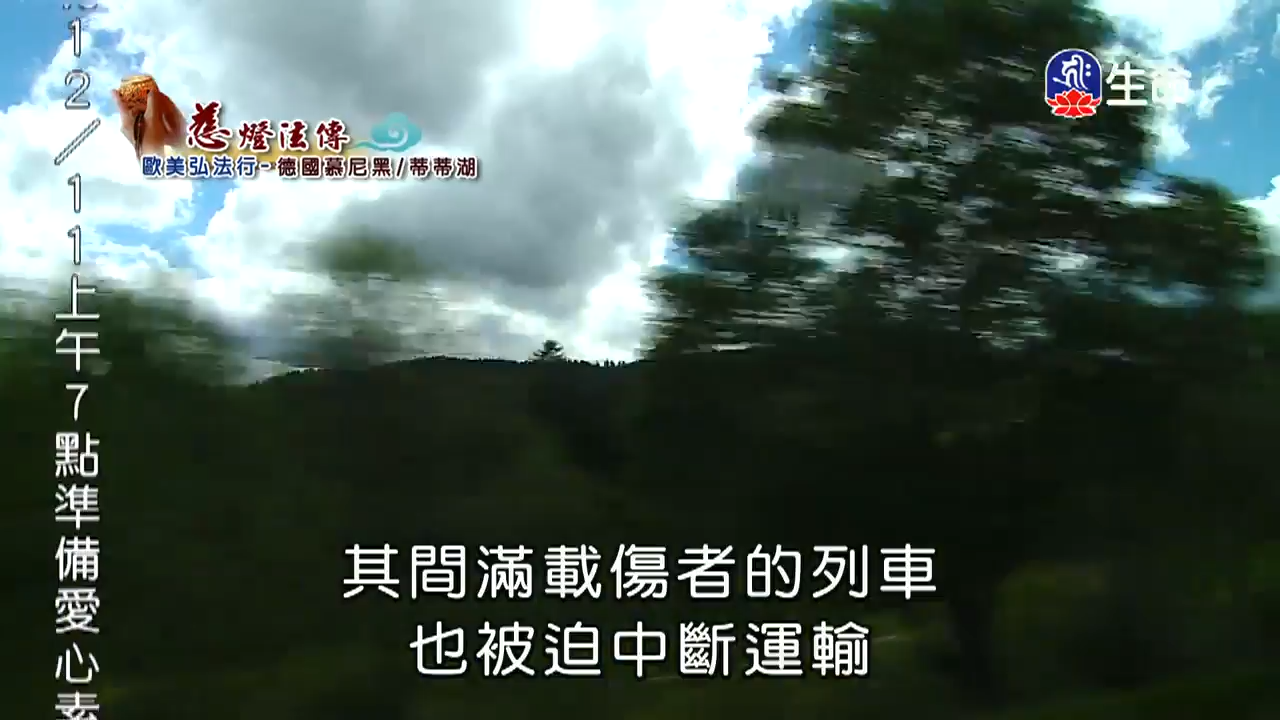 12/11上午7點準備愛心素
慈燈法傳
歐美弘法行-德國慕尼黑/蒂蒂湖
生命
其間滿載傷者的列車
也被迫中斷運輸